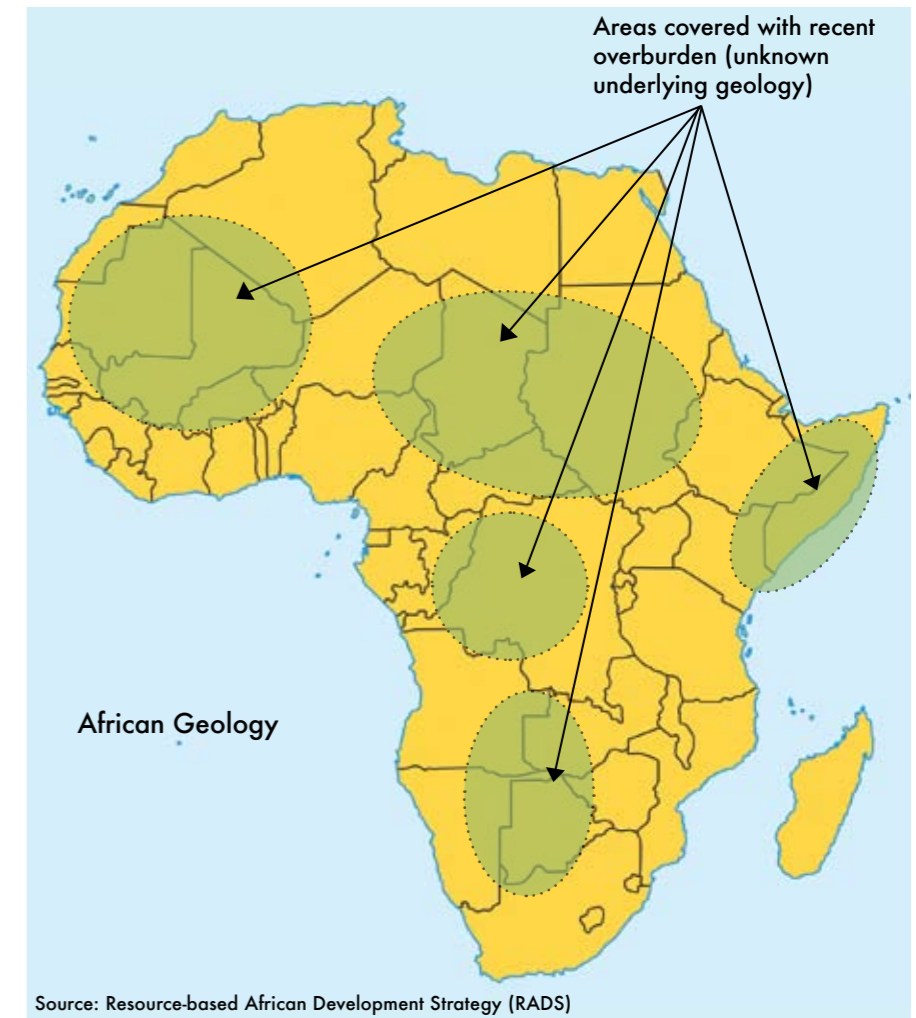 Areas covered with recent
overburden (unknown
underlying geology)
African Geology
Source: Resource-based African Development Strategy (RADS)